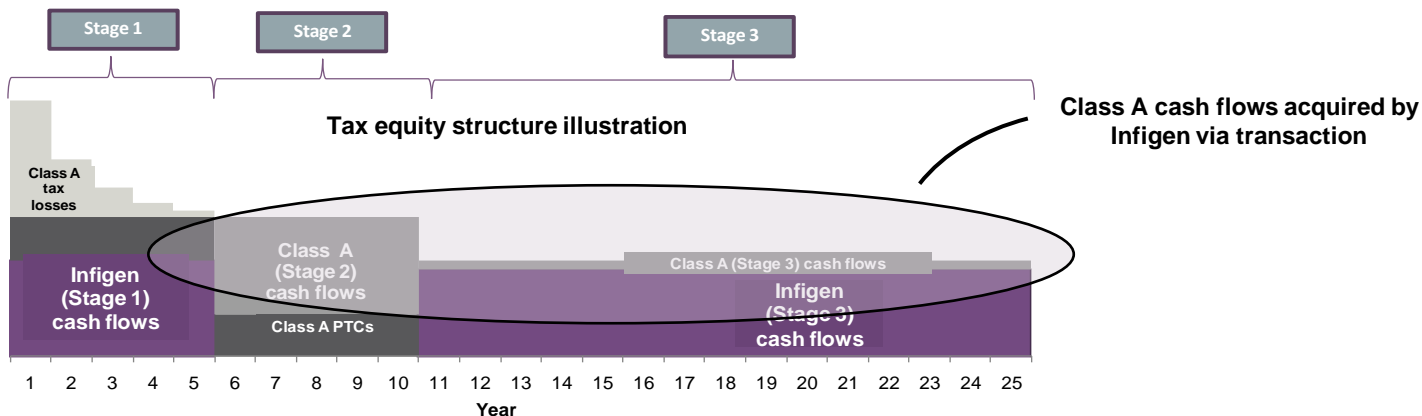 Stage 1
Stage 2
Stage 3
Tax equity structure illustration
Class A cash flows acquired by
Infigen via transaction
Class A
tax
losses
Infigen
(Stage 1)
cash flows
Class A
(Stage 2)
cash flows
Class A PTCs
Class A (Stage 3) cash flows
Infigen
(Stage 3)
cash flows
1 2 3 4 5 6 7 8 9 10 11 12 13 14 15 16 17 18 19 20 21 22 23 24 25
Year